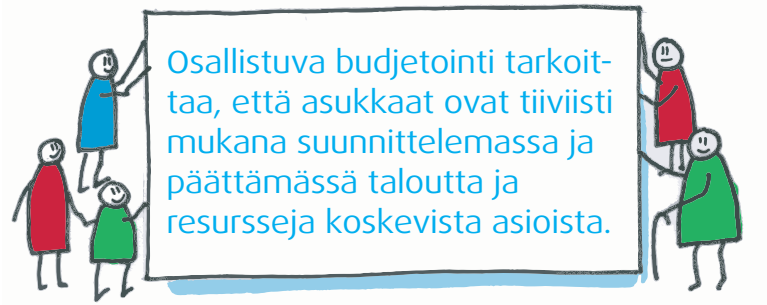 Osallistuva budjetointi tarkoit-
taa, että asukkaat ovat tiiviisti
mukana suunnittelemassa ja
päättämässä taloutta ja
resursseja koskevista asioista.